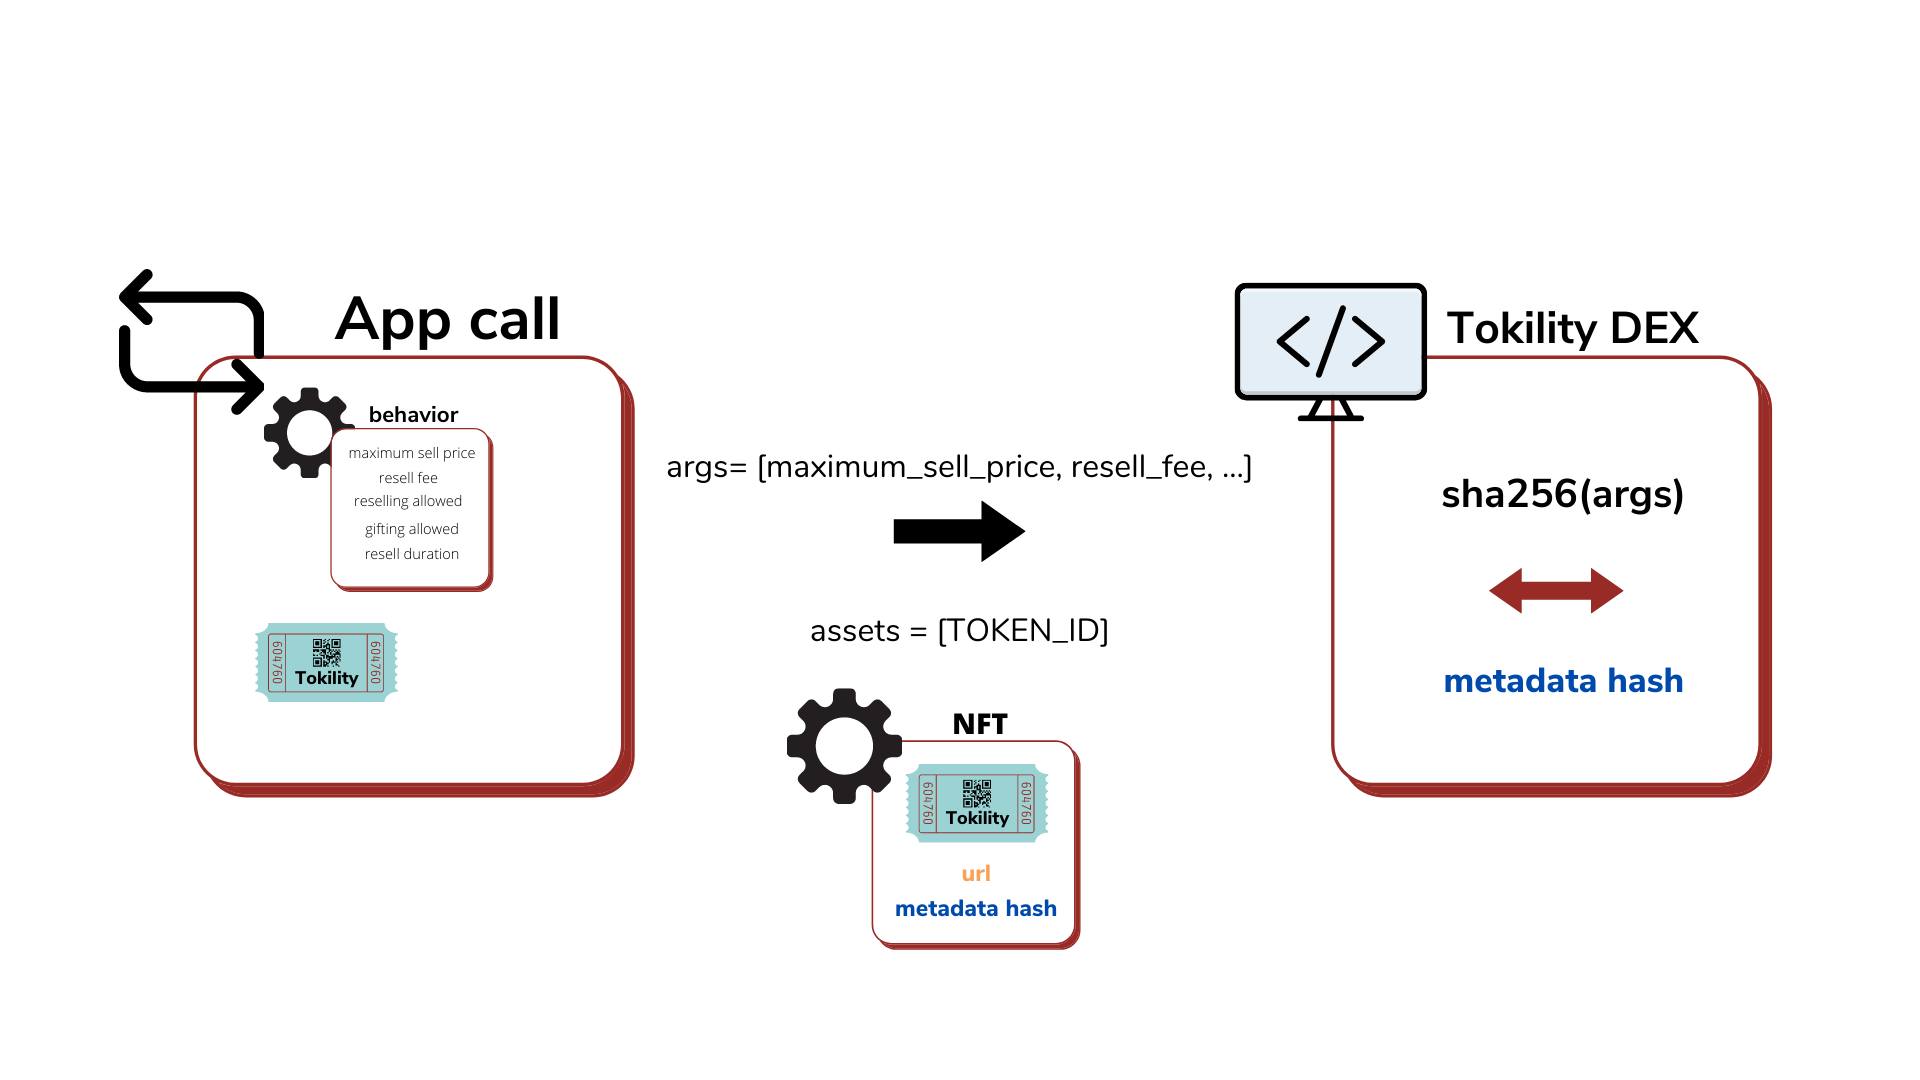 App call
behavior
maximum sell price
resell fee
reselling allowed
gifting allowed
resell duration
604760
Tokility
604760
args= [maximum_sell_price, resell_fee, ...]
assets = [TOKEN_ID]
NFT
604760
Tokility
604760
url
metadata hash
</>
Tokility DEX
sha256(args)
metadata hash